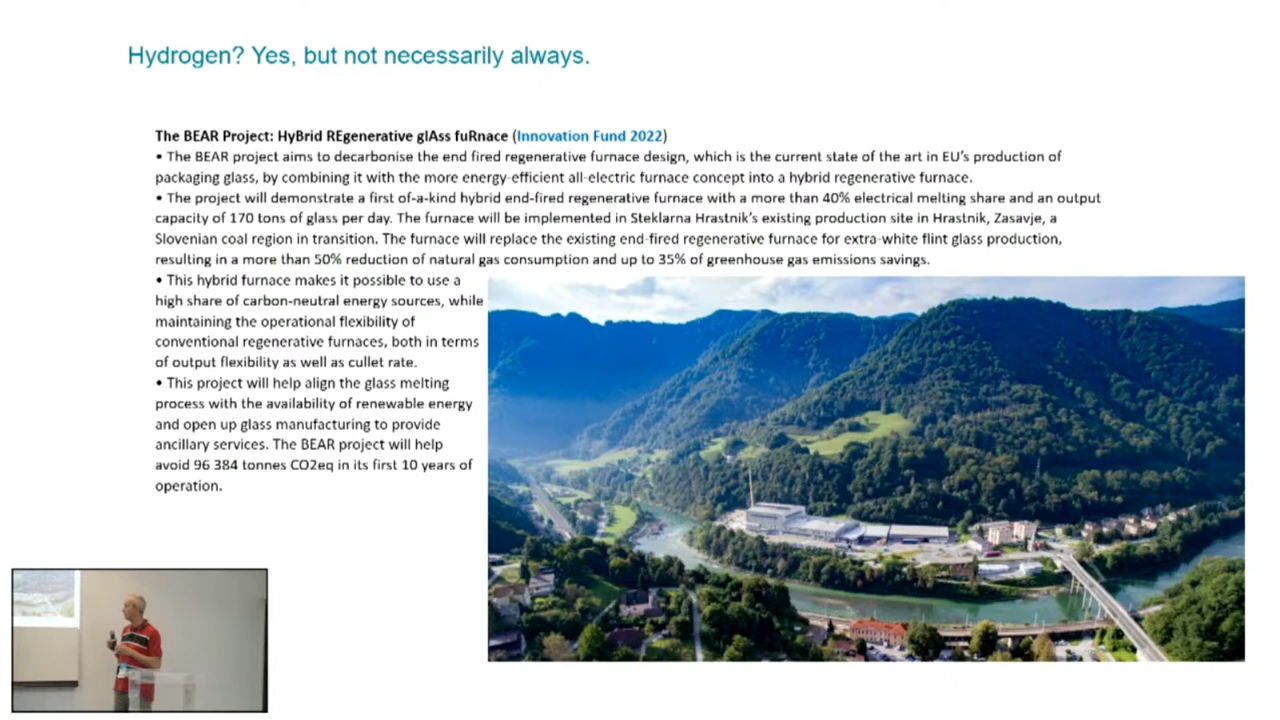 Hydrogen? Yes, but not necessarily always.
The BEAR Project: HyBrid REgenerative glAss fuRnace (Innovation Fund 2022)
• The BEAR project aims to decarbonise the end fired regenerative furnace design, which is the current state of the art in EU's production of
packaging glass, by combining it with the more energy-efficient all-electric furnace concept into a hybrid regenerative furnace.
• The project will demonstrate a first of-a-kind hybrid end-fired regenerative furnace with a more than 40% electrical melting share and an output
capacity of 170 tons of glass per day. The furnace will be implemented in Steklarna Hrastnik's existing production site in Hrastnik, Zasavje, a
Slovenian coal region in transition. The furnace will replace the existing end-fired regenerative furnace for extra-white flint glass production,
resulting in a more than 50% reduction of natural gas consumption and up to 35% of greenhouse gas emissions savings.
• This hybrid furnace makes it possible to use a
high share of carbon-neutral energy sources, while
maintaining the operational flexibility of
conventional regenerative furnaces, both in terms
of output flexibility as well as cullet rate.
• This project will help align the glass melting
process with the availability of renewable energy
and open up glass manufacturing to provide
ancillary services. The BEAR project will help
avoid 96 384 tonnes CO2eq in its first 10 years of
operation.